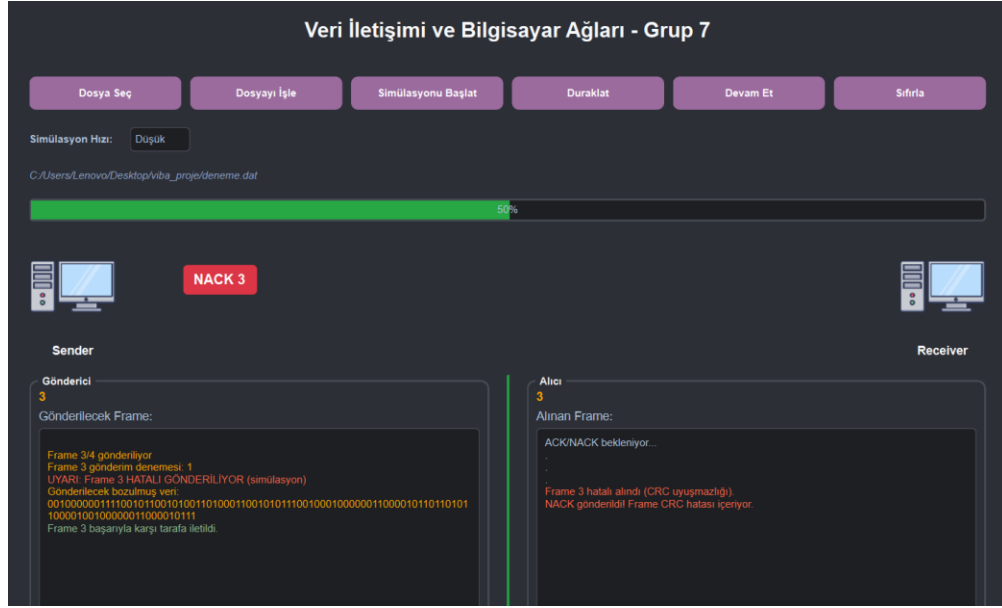 Veri İletişimi ve Bilgisayar Ağları - Grup 7
Dosya Seç
Dosyayı İşle
Simülasyonu Başlat
Duraklat
Devam Et
Sıfırla
Simülasyon Hızı:
Düşük
C:/Users/Lenovo/Desktop/viba_proje/deneme.dat
50%
NACK 3
Sender
Receiver
Gönderici
3
Gönderilecek Frame:
Frame 3/4 gönderiliyor
Frame 3 gönderim denemesi: 1
UYARI: Frame 3 HATALI GÖNDERİLİYOR (simülasyon)
Gönderilecek bozulmuş veri:
0010000001111001011001010011010001100101011100100010000001100001011011​0101
1000010010000001100001​0111
Frame 3 başarıyla karşı tarafa iletildi.
Alıcı
3
Alınan Frame:
ACK/NACK bekleniyor...
.
.
.
Frame 3 hatalı alındı (CRC uyuşmazlığı).
NACK gönderildi! Frame CRC hatası içeriyor.